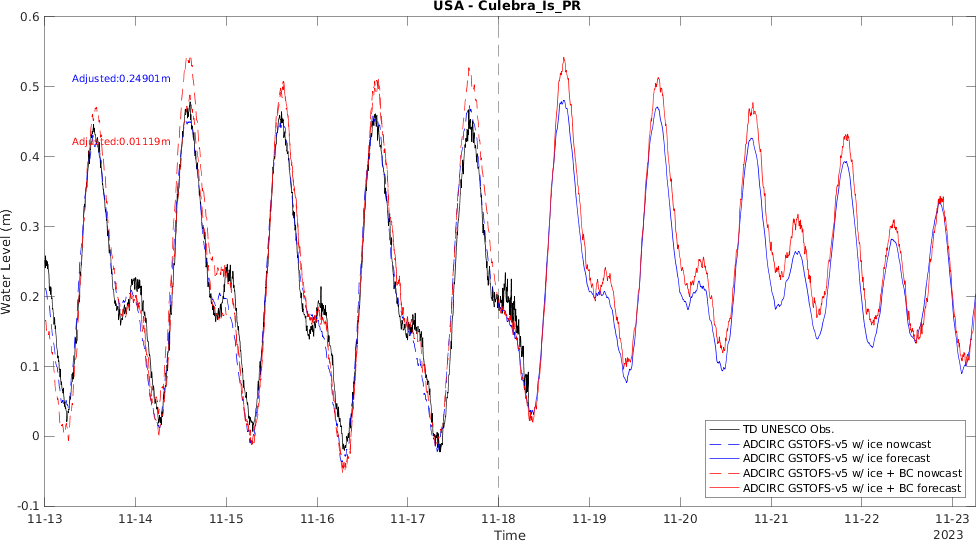 USA - Culebra_Is_PR
0.6
0.5
0.4
0.3
0.2
0.1
0
-0.1
Water Level (m)
Adjusted:0.24901m
Adjusted:0.01119m
TD UNESCO Obs.
ADCIRC GSTOFS-v5 w/ ice nowcast
ADCIRC GSTOFS-v5 w/ ice forecast
ADCIRC GSTOFS-v5 w/ ice + BC nowcast
ADCIRC GSTOFS-v5 w/ ice + BC forecast
11-13 11-14 11-15 11-16 11-17 11-18 11-19 11-20 11-21 11-22 11-23
Time
2023